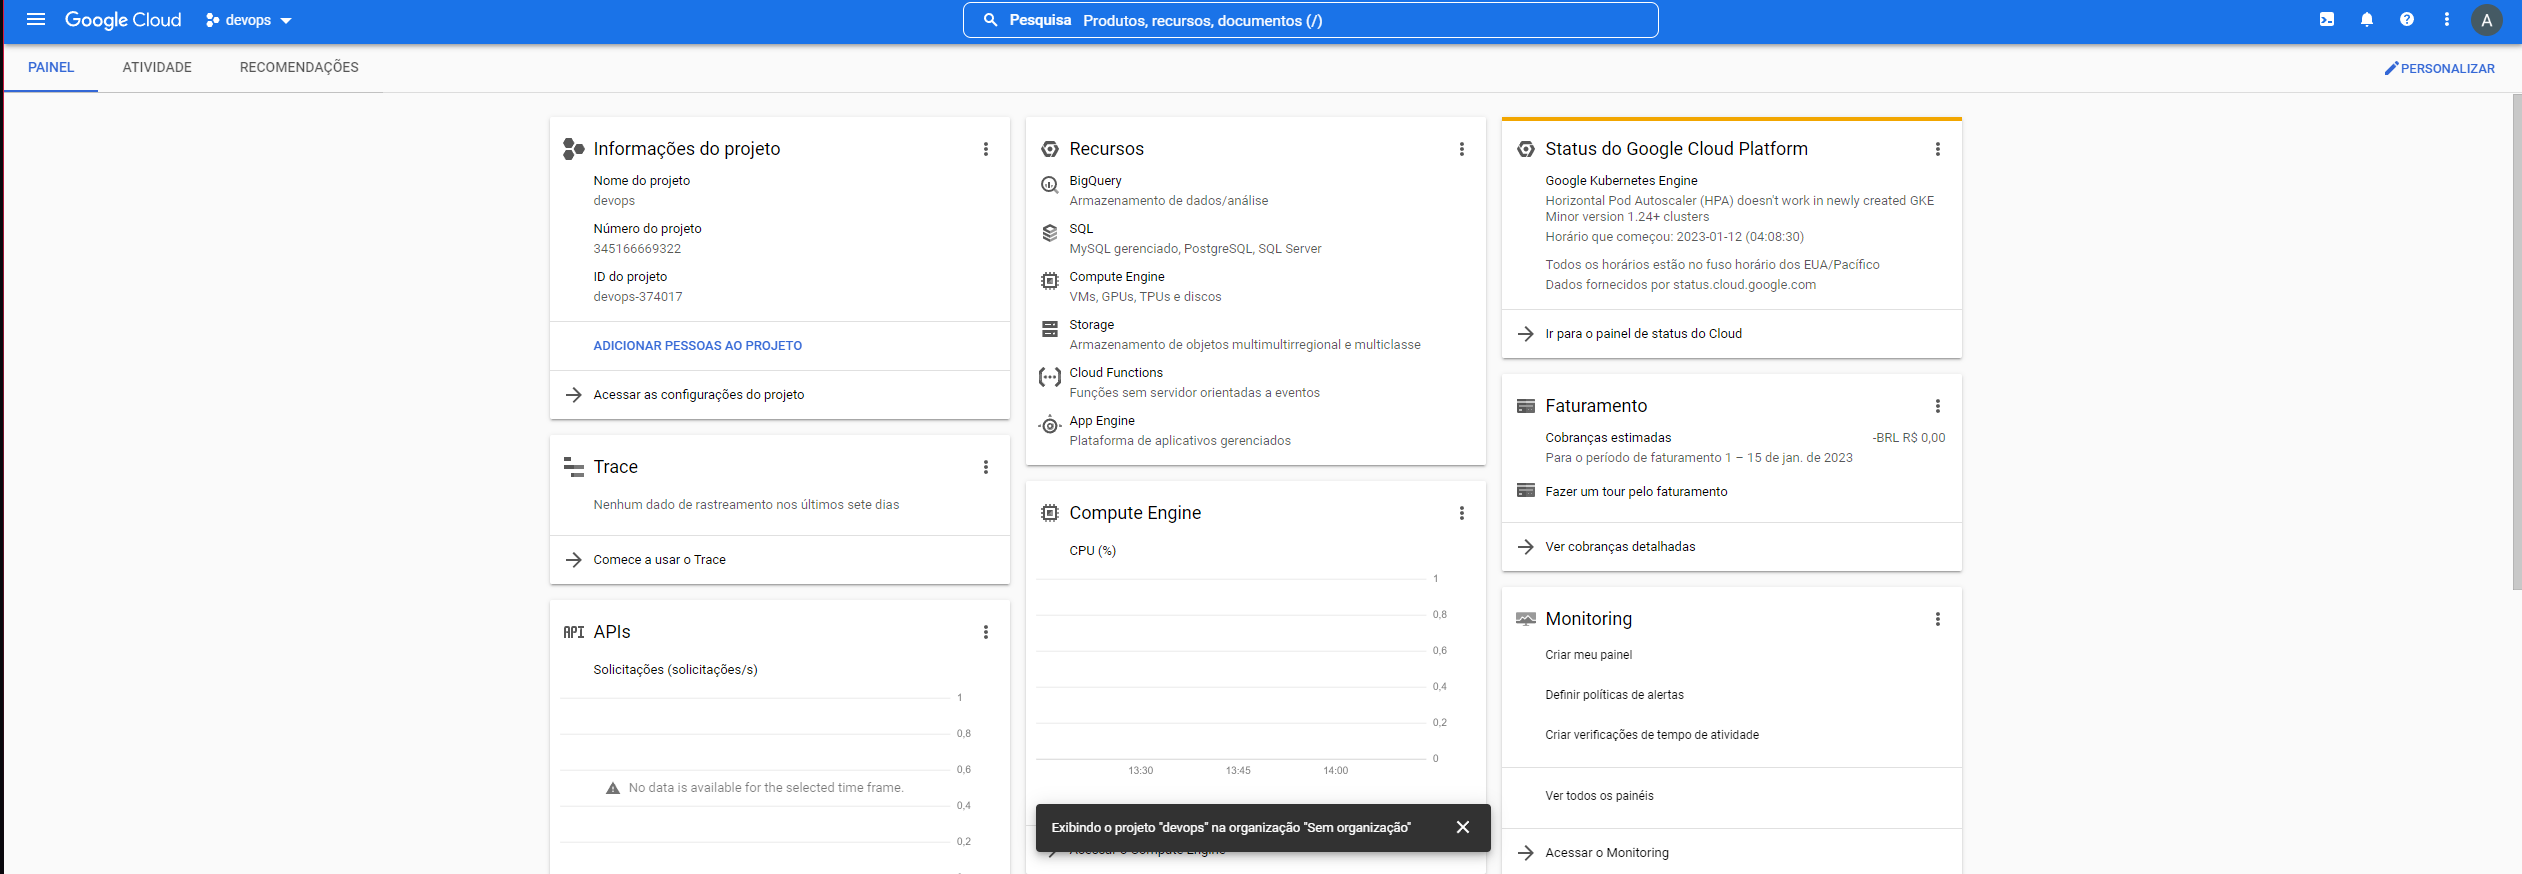 Google Cloud
devops
Pesquisa Produtos, recursos, documentos (/)
A
PAINEL
ATIVIDADE
RECOMENDAÇÕES
PERSONALIZAR
Informações do projeto
Nome do projeto
devops
Número do projeto
345166669322
ID do projeto
devops-374017
ADICIONAR PESSOAS AO PROJETO
Acessar as configurações do projeto
Trace
Nenhum dado de rastreamento nos últimos sete dias
Comece a usar o Trace
API APIs
Solicitações (solicitações/s)
1
0,8
0,6
No data is available for the selected time frame.
0,4
0,2
Recursos
BigQuery
Armazenamento de dados/análise
SQL
MySQL gerenciado, PostgreSQL, SQL Server
Compute Engine
VMs, GPUs, TPUs e discos
Storage
Armazenamento de objetos multimultirregional e multiclasse
Cloud Functions
Funções sem servidor orientadas a eventos
App Engine
Plataforma de aplicativos gerenciados
Compute Engine
CPU (%)
1
0,8
0,6
0,4
0,2
0
13:30 13:45 14:00
Exibindo o projeto "devops" na organização "Sem organização"
Acessar o Compute Engine
Status do Google Cloud Platform
Google Kubernetes Engine
Horizontal Pod Autoscaler (HPA) doesn't work in newly created GKE
Minor version 1.24+ clusters
Horário que começou: 2023-01-12 (04:08:30)
Todos os horários estão no fuso horário dos EUA/Pacífico
Dados fornecidos por status.cloud.google.com
Ir para o painel de status do Cloud
Faturamento
Cobranças estimadas -BRL R$ 0,00
Para o período de faturamento 1 – 15 de jan. de 2023
Fazer um tour pelo faturamento
Ver cobranças detalhadas
Monitoring
Criar meu painel
Definir políticas de alertas
Criar verificações de tempo de atividade
Ver todos os painéis
Acessar o Monitoring